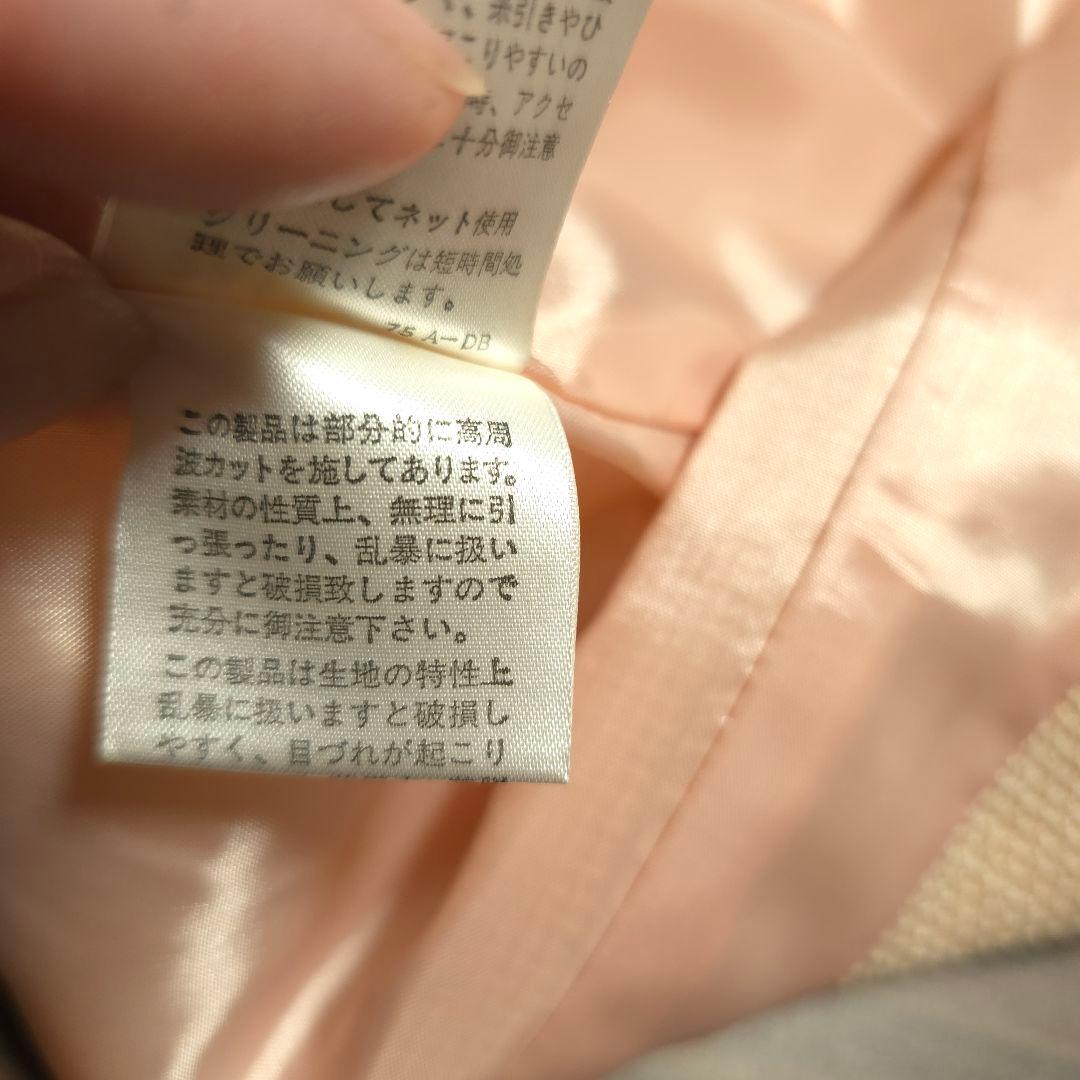 、糸引きやひ
こりやすいの
時、アクセ
十分御注意
してネット使用
クリーニングは短時間処
理でお願いします。
75 A-DB
この製品は部分的に高周
波カットを施してあります。
素材の性質上、無理に引
っ張ったり、乱暴に扱い
ますと破損致しますので
充分に御注意下さい。
この製品は生地の特性上
乱暴に扱いますと破損し
やすく、目づれが起こり